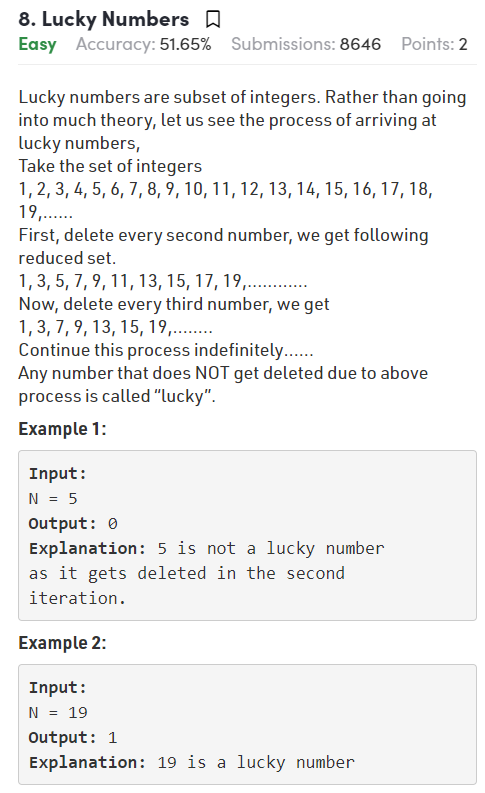 8. Lucky Numbers
Easy Accuracy: 51.65% Submissions: 8646 Points: 2
Lucky numbers are subset of integers. Rather than going
into much theory, let us see the process of arriving at
lucky numbers,
Take the set of integers
1, 2, 3, 4, 5, 6, 7, 8, 9, 10, 11, 12, 13, 14, 15, 16, 17, 18,
19,......
First, delete every second number, we get following
reduced set.
1, 3, 5, 7, 9, 11, 13, 15, 17, 19,............
Now, delete every third number, we get
1, 3, 7, 9, 13, 15, 19,........
Continue this process indefinitely......
Any number that does NOT get deleted due to above
process is called “lucky”.
Example 1:
Input:
N = 5
Output: 0
Explanation: 5 is not a lucky number
as it gets deleted in the second
iteration.
Example 2:
Input:
N = 19
Output: 1
Explanation: 19 is a lucky number